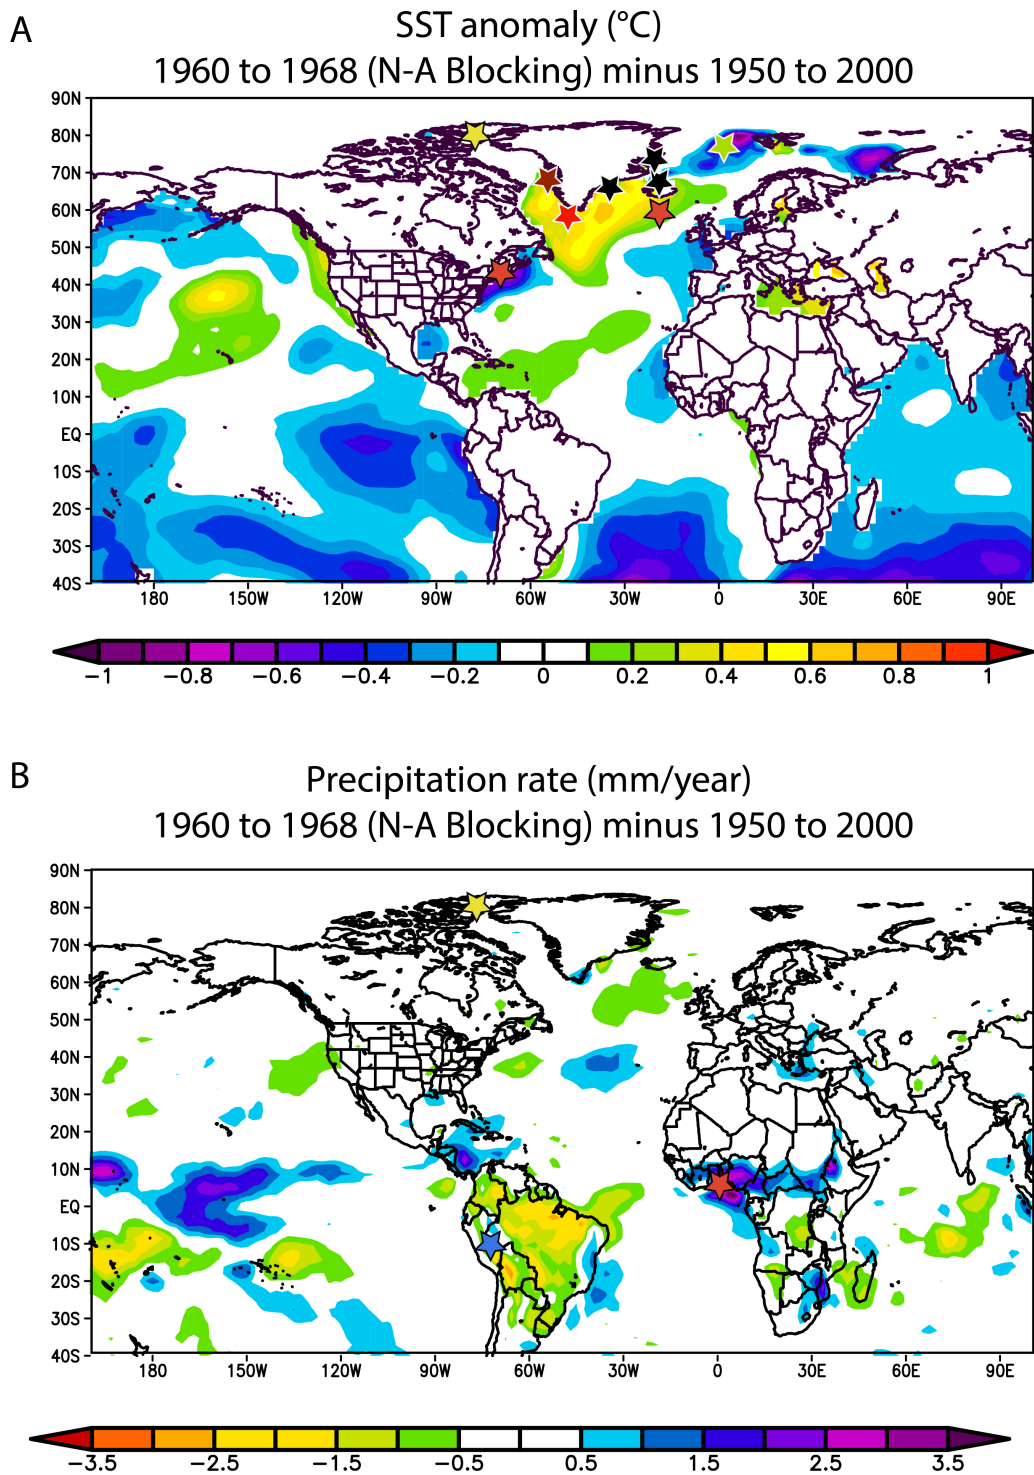 A
SST anomaly (°C)
1960 to 1968 (N-A Blocking) minus 1950 to 2000
90N
80N
70N
60N
50N
40N
30N
20N
10N
EQ
10S
20S
30S
40S
180 150W 120W 90W 60W 30W 0 30E 60E 90E
−1 −0.8 −0.6 −0.4 −0.2 0 0.2 0.4 0.6 0.8 1
B
Precipitation rate (mm/year)
1960 to 1968 (N-A Blocking) minus 1950 to 2000
90N
80N
70N
60N
50N
40N
30N
20N
10N
EQ
10S
20S
30S
40S
180 150W 120W 90W 60W 30W 0 30E 60E 90E
−3.5 −2.5 −1.5 −0.5 0.5 1.5 2.5 3.5